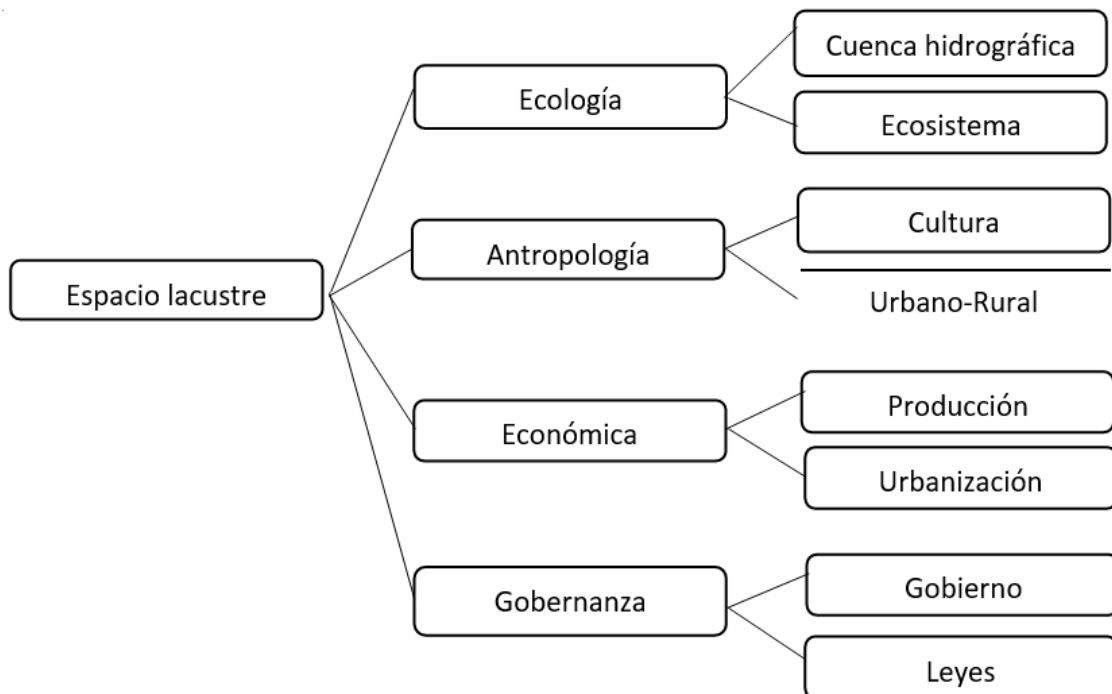 Espacio lacustre
Ecología
Cuenca hidrográfica
Ecosistema
Antropología
Cultura
Urbano-Rural
Económica
Producción
Urbanización
Gobernanza
Gobierno
Leyes